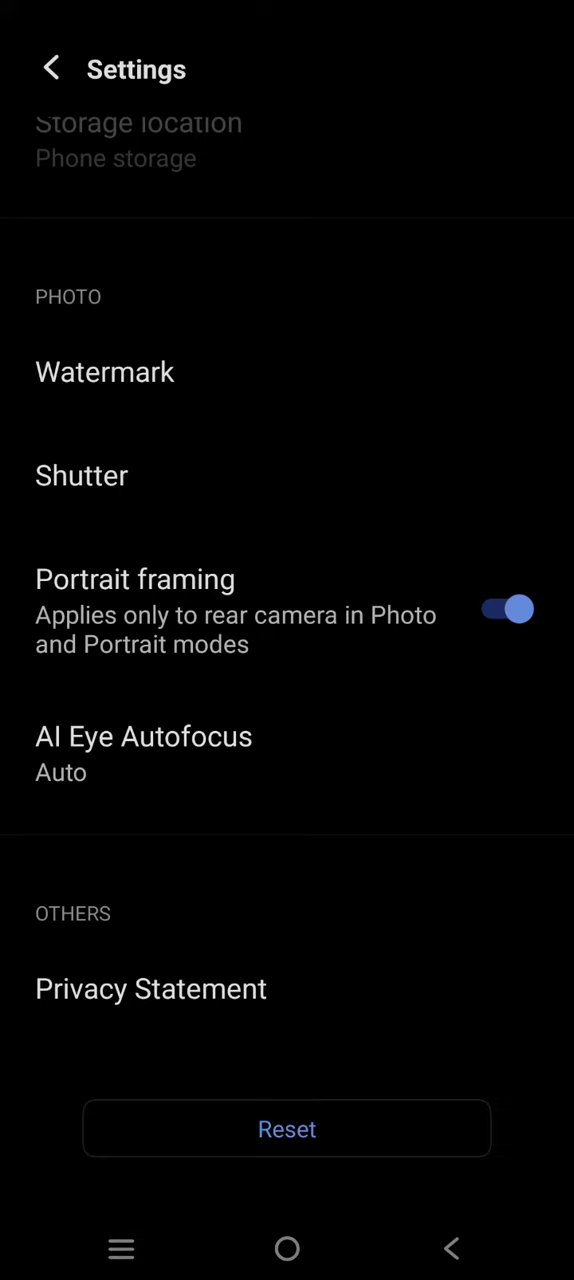 Settings
Storage location
Phone storage
PHOTO
Watermark
Shutter
Portrait framing
Applies only to rear camera in Photo
and Portrait modes
AI Eye Autofocus
Auto
OTHERS
Privacy Statement
Reset